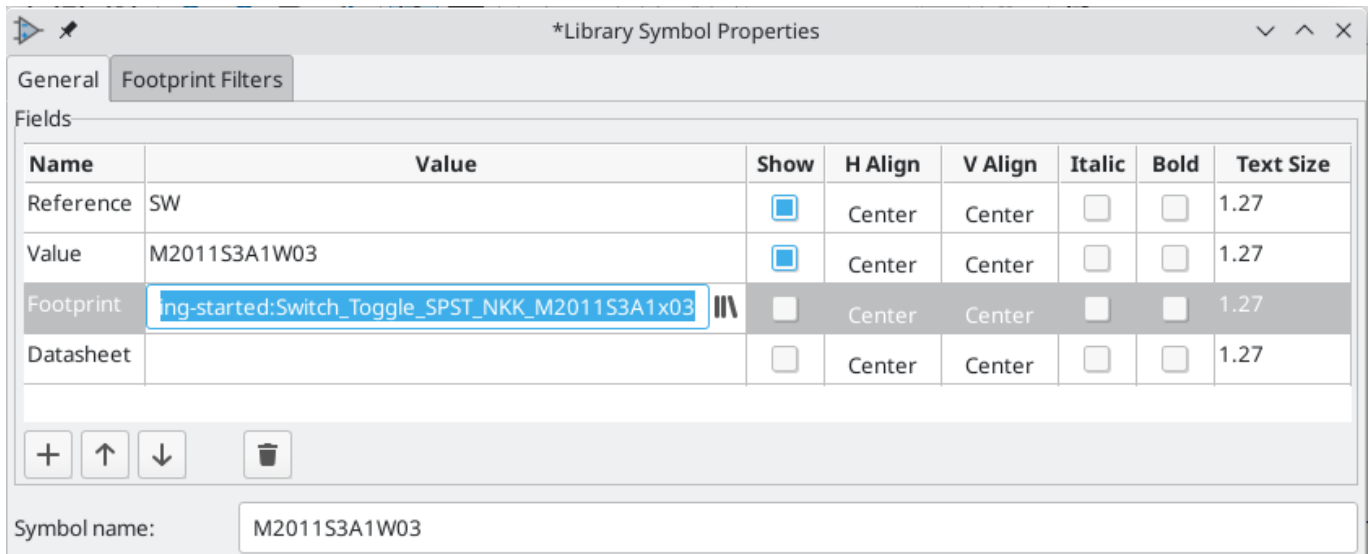 *Library Symbol Properties
General Footprint Filters
Fields
Name Value Show H Align V Align Italic Bold Text Size
Reference SW Center Center 1.27
Value M2011S3A1W03 Center Center 1.27
Footprint ing-started:Switch_Toggle_SPST_NKK_M2011S3A1x03 Center Center 1.27
Datasheet Center Center 1.27
Symbol name: M2011S3A1W03